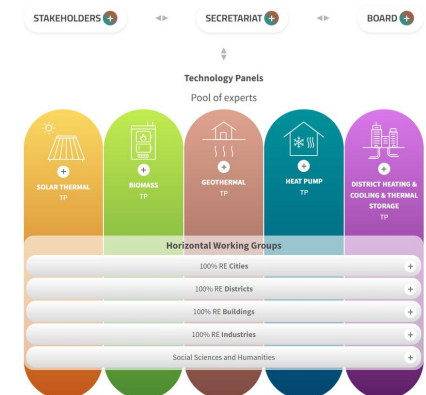 STAKEHOLDERS +
SECRETARIAT +
BOARD +
Technology Panels
Pool of experts
+
SOLAR THERMAL
TP
+
BIOMASS
TP
+
GEOTHERMAL
TP
+
HEAT PUMP
TP
+
DISTRICT HEATING &
COOLING & THERMAL
STORAGE
TP
Horizontal Working Groups
100% RE Cities +
100% RE Districts +
100% RE Buildings +
100% RE Industries +
Social Sciences and Humanities +